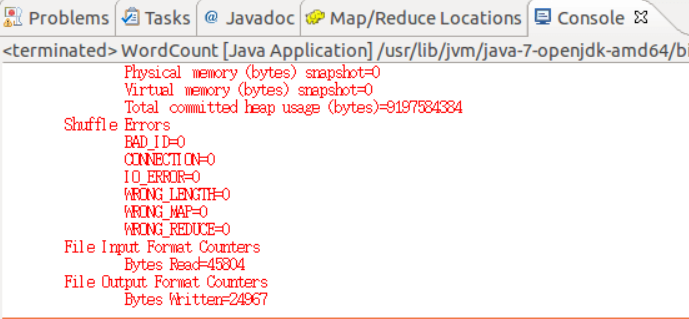 Problems Tasks @ Javadoc Map/Reduce Locations Console
<terminated> WordCount [Java Application] /usr/lib/jvm/java-7-openjdk-amd64/bi
Physical memory (bytes) snapshot=0
Virtual memory (bytes) snapshot=0
Total committed heap usage (bytes)=9197584384
Shuffle Errors
BAD_ID=0
CONNECTION=0
IO_ERROR=0
WRONG_LENGTH=0
WRONG_MAP=0
WRONG_REDUCE=0
File Input Format Counters
Bytes Read=45804
File Output Format Counters
Bytes Written=24967